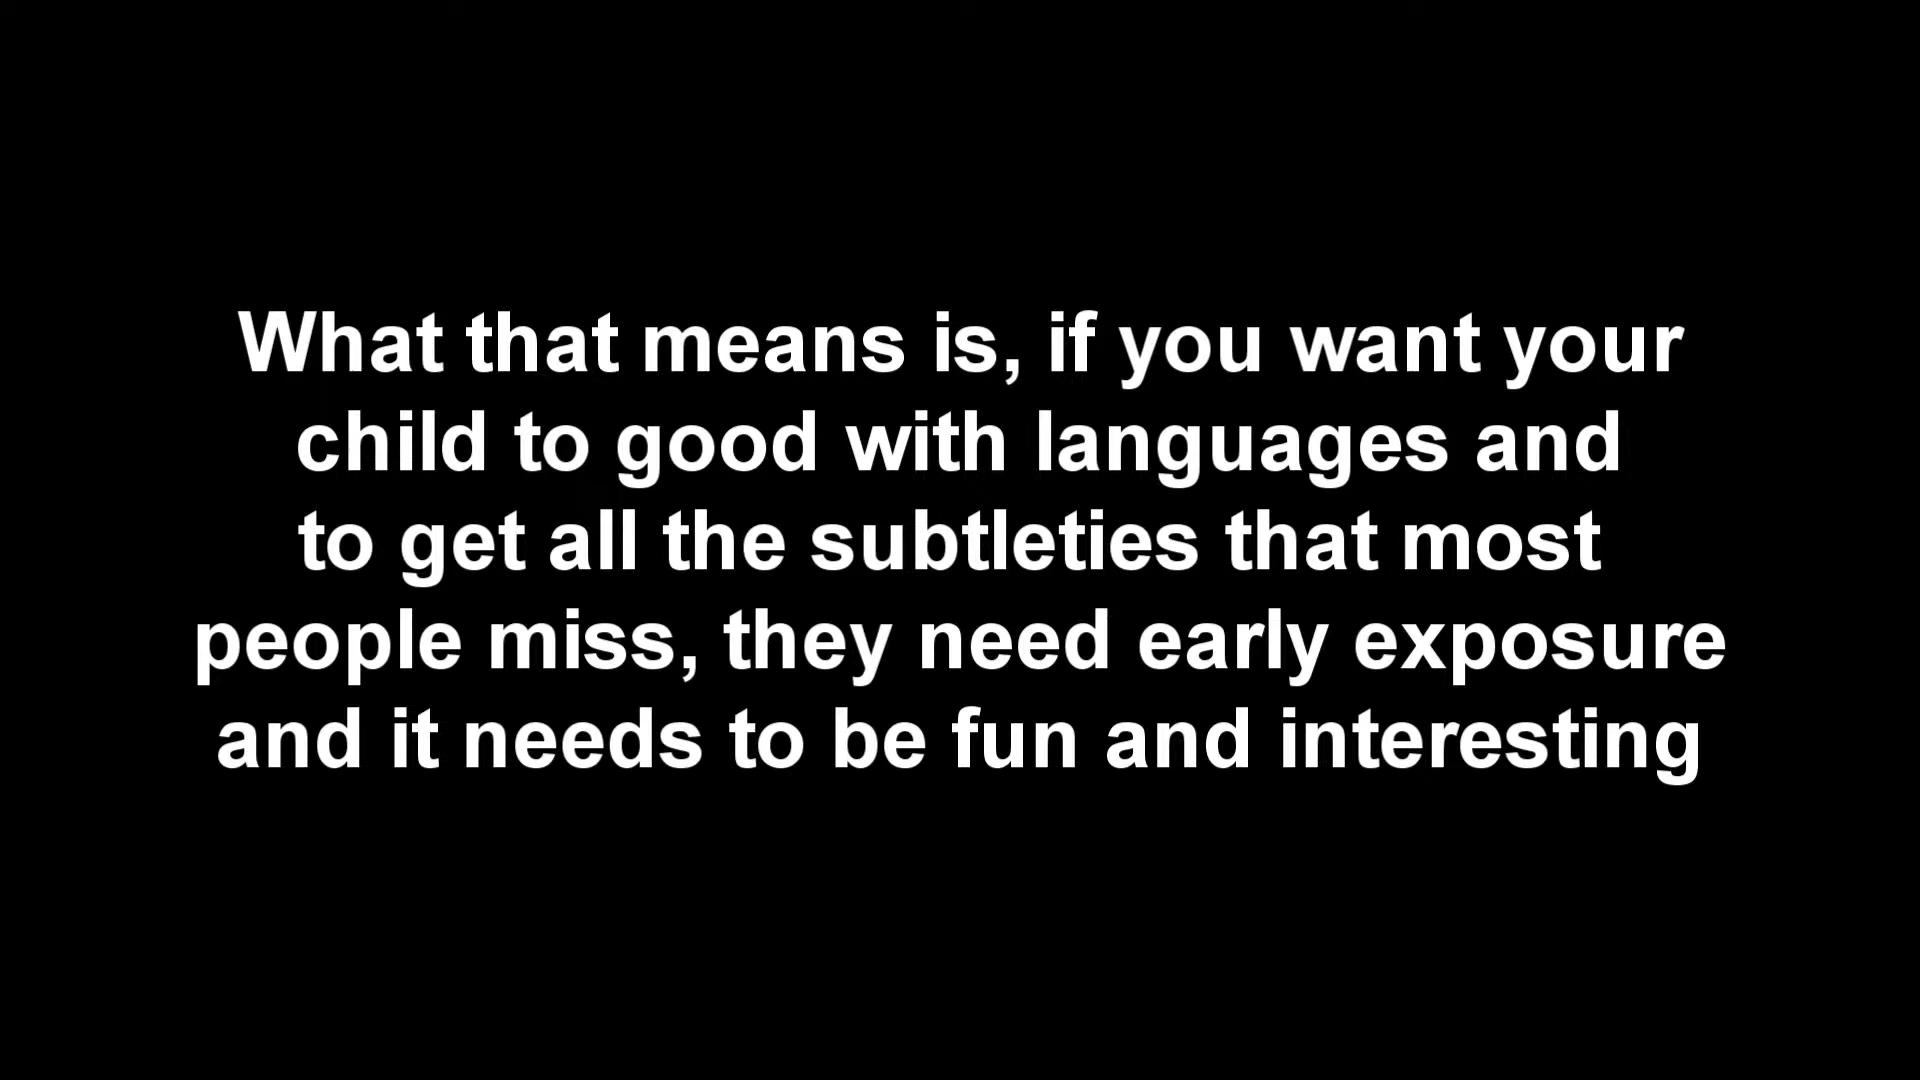 What that means is, if you want your
child to good with languages and
to get all the subtleties that most
people miss, they need early exposure
and it needs to be fun and interesting